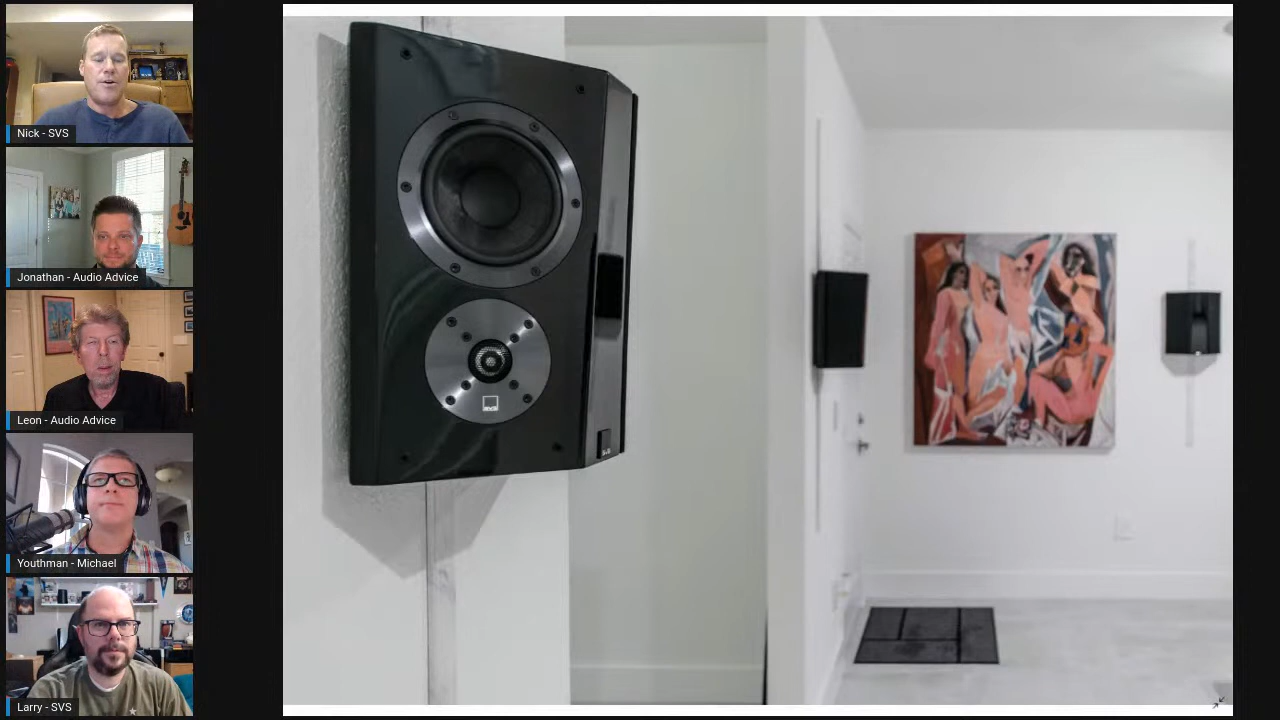 Nick - SVS
Jonathan - Audio Advice
Leon - Audio Advice
Youthman - Michael
Larry - SVS